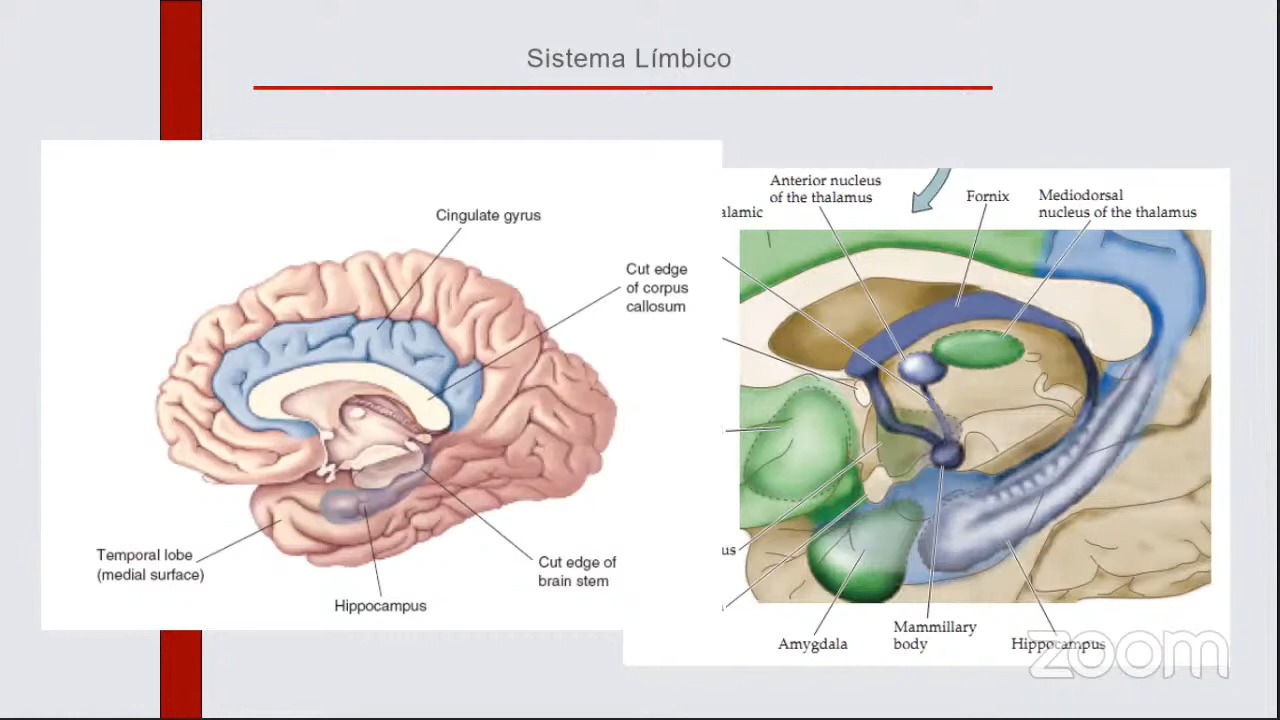 Sistema Límbico
Cingulate gyrus
Cut edge
of corpus
callosum
Temporal lobe
(medial surface)
Hippocampus
Cut edge of
brain stem
Anterior nucleus
of the thalamus
alamic
Fornix
Mediodorsal
nucleus of the thalamus
us
Amygdala
Mammillary
body
Hippocampus
zoom